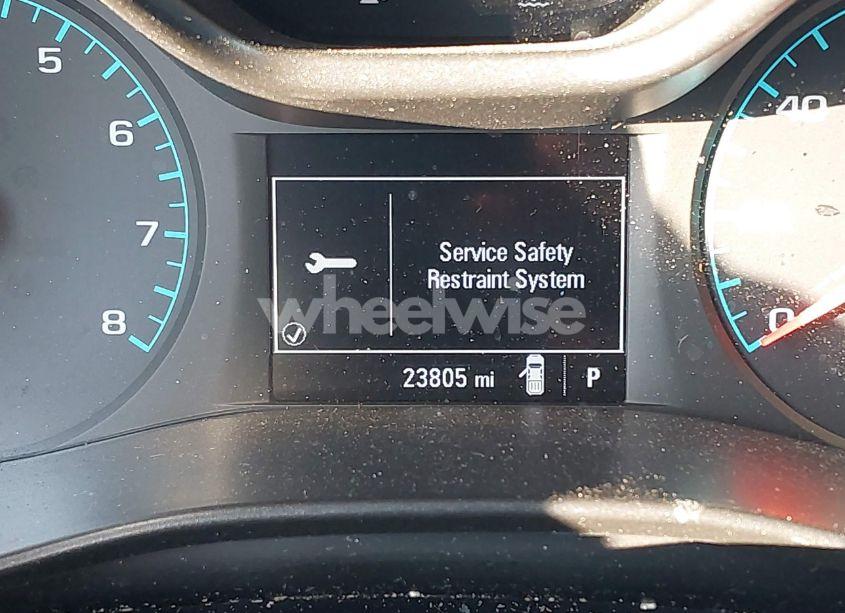 5
6
7
8
40
0
Service Safety
Restraint System
wheelwise
23805 mi
P